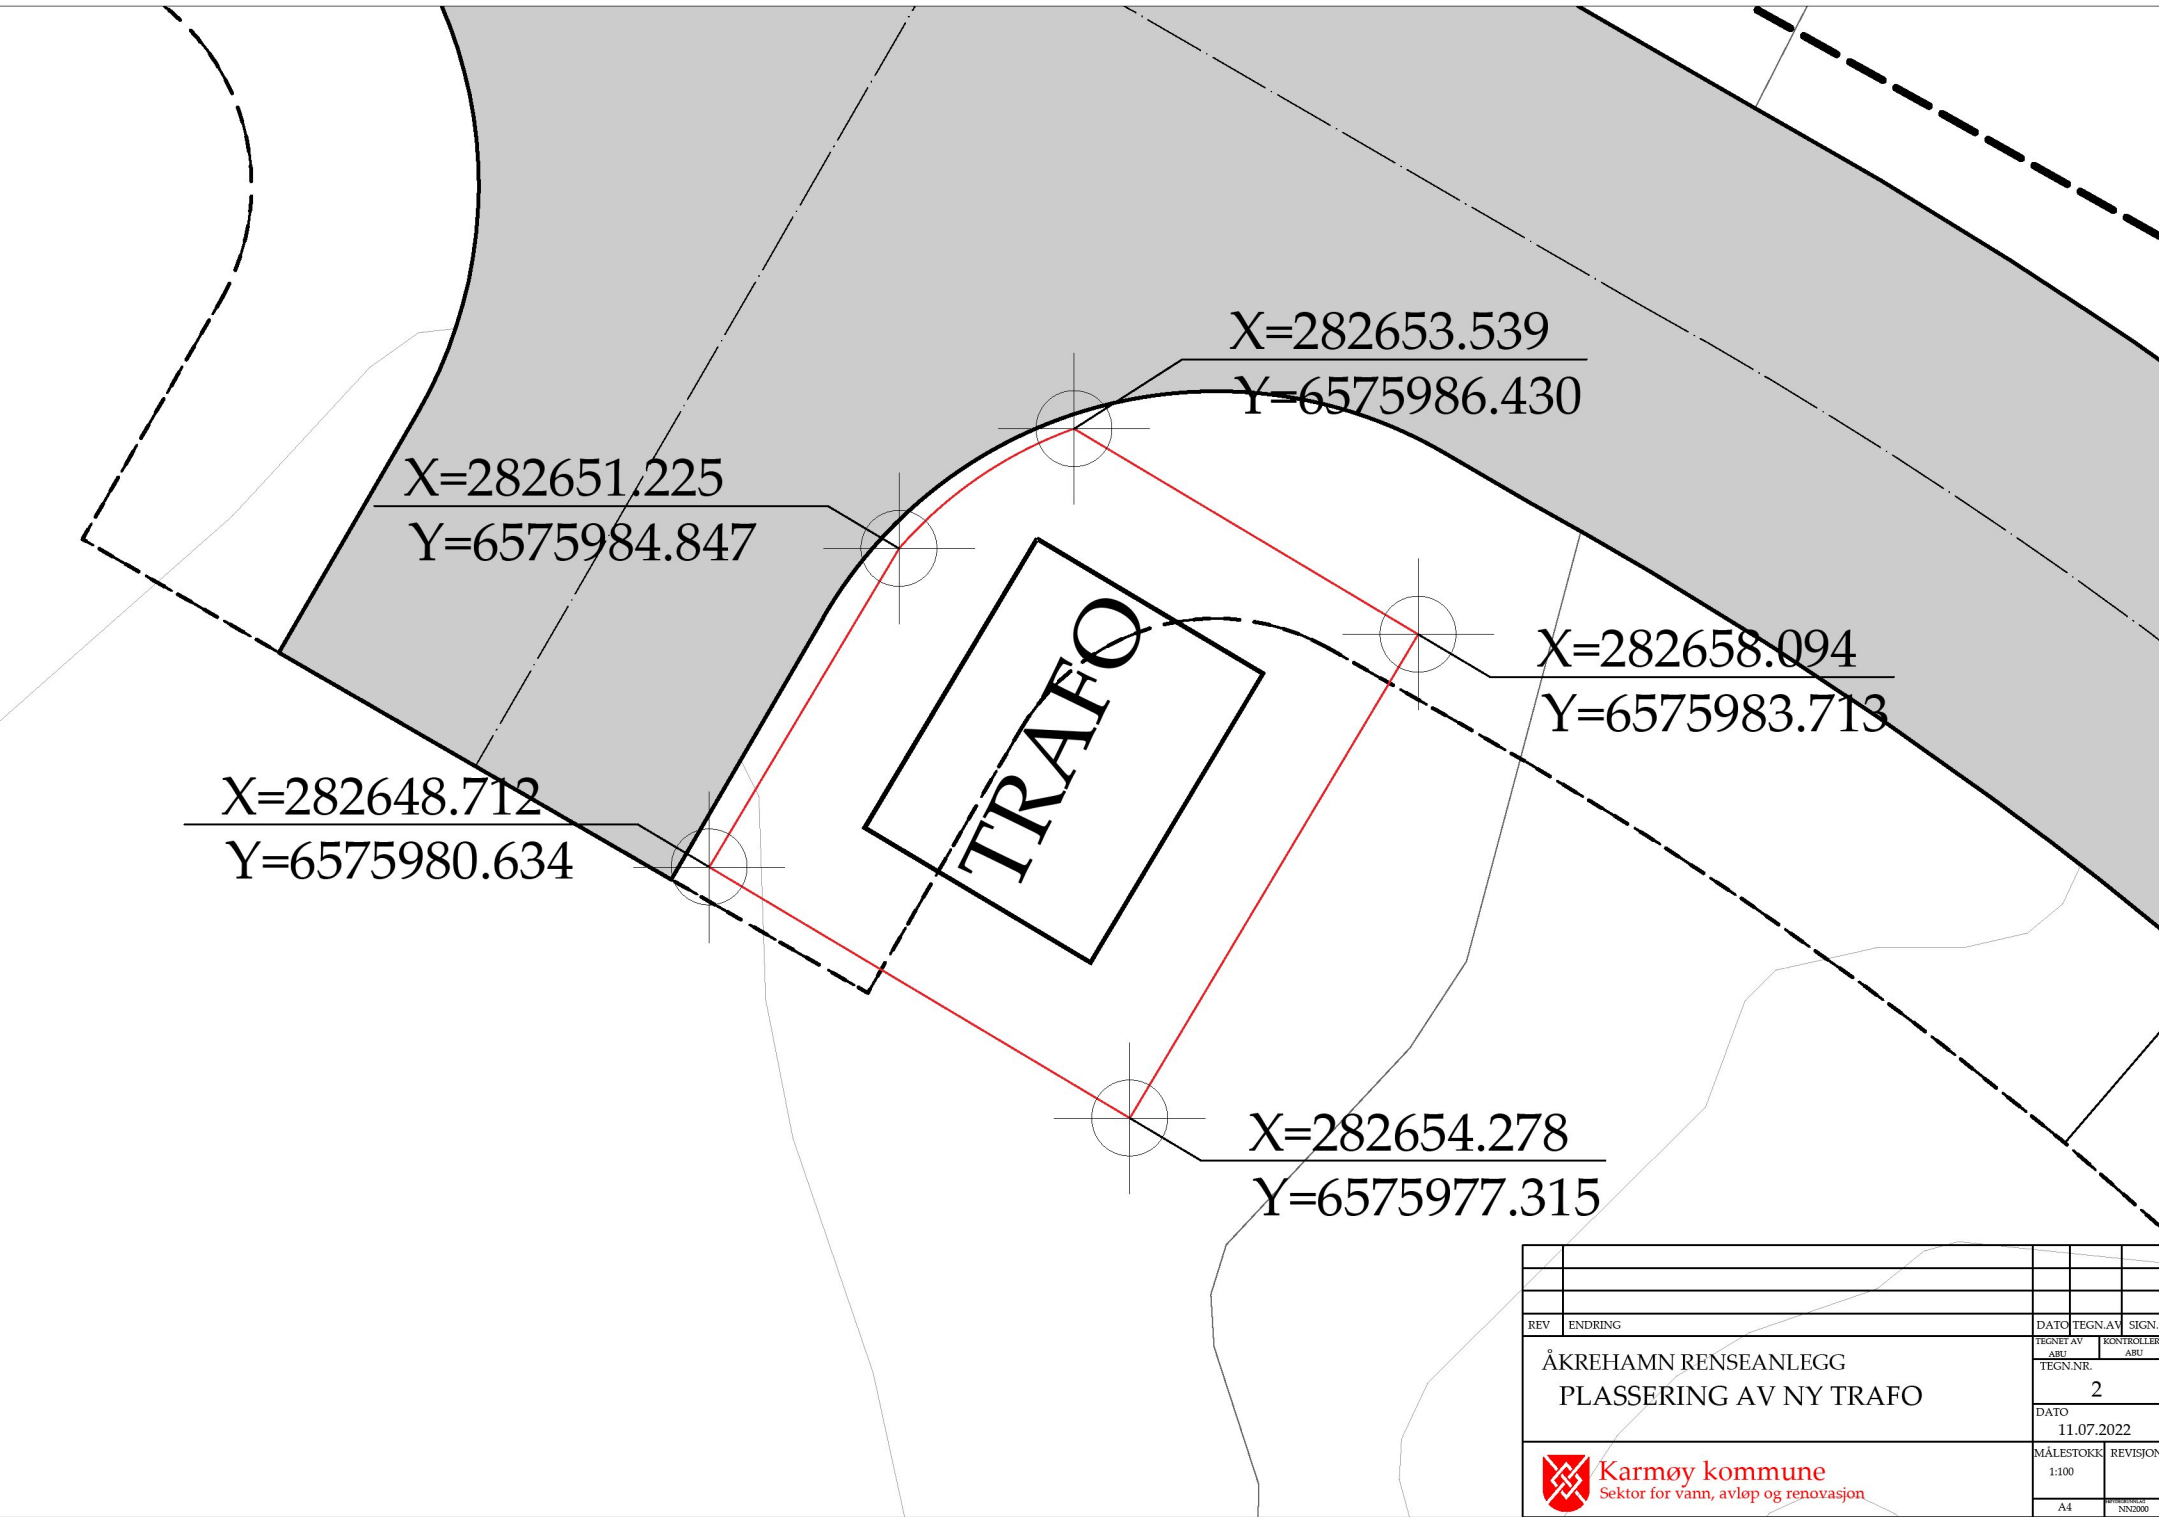 X=282653.539
Y=6575986.430
X=282651.225
Y=6575984.847
X=282658.094
Y=6575983.713
X=282648.712
Y=6575980.634
TRAFO
X=282654.278
Y=6575977.315
REV ENDRING DATO TEGN.AV SIGN.
TEGNET AV KONTROLLER
ABU ABU
ÅKREHAMN RENSEANLEGG
PLASSERING AV NY TRAFO
TEGN.NR.
2
DATO
11.07.2022
MÅLESTOKK REVISJON
1:100
Karmøy kommune
Sektor for vann, avløp og renovasjon
A4
NN2000